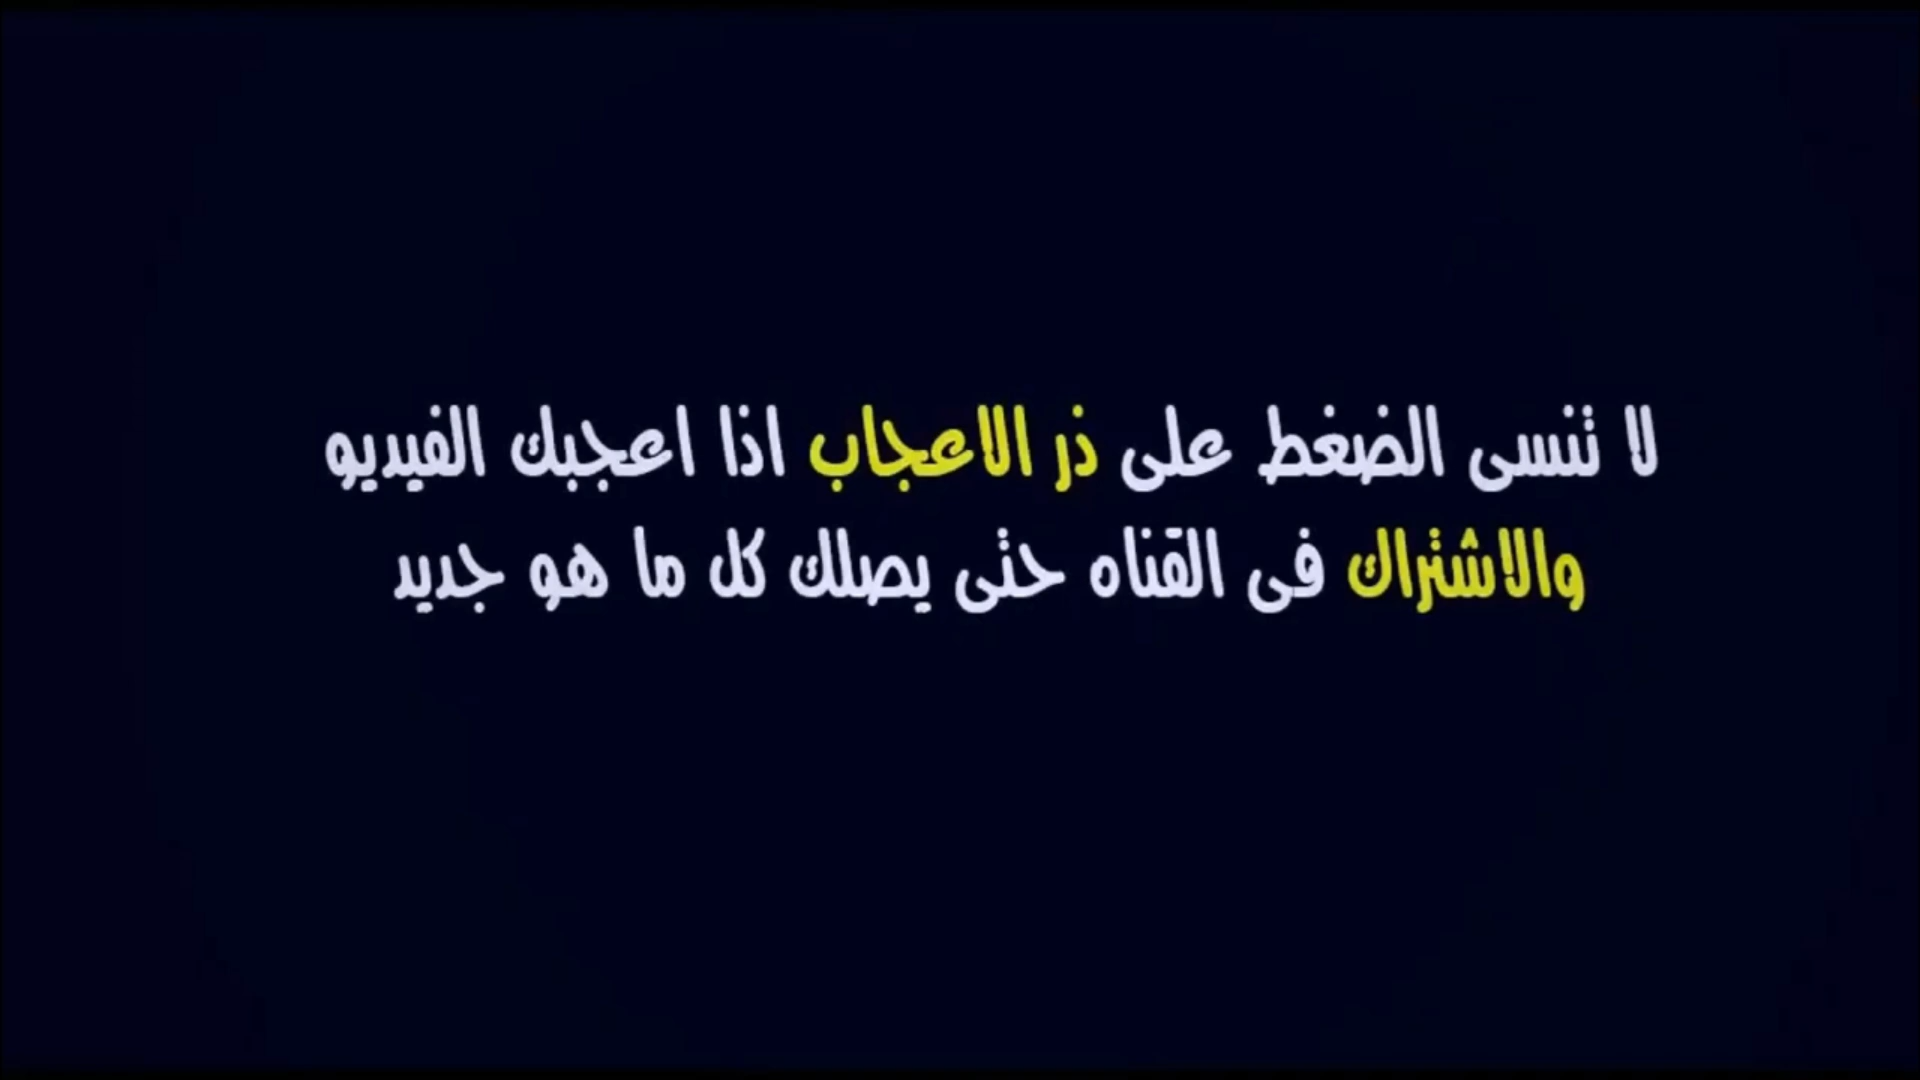 لا تنسى الضغط على ذر الاعجاب اذا اعجبك الفيديو
والاشتراك فى القناه حتى يصلك كل ما هو جديد